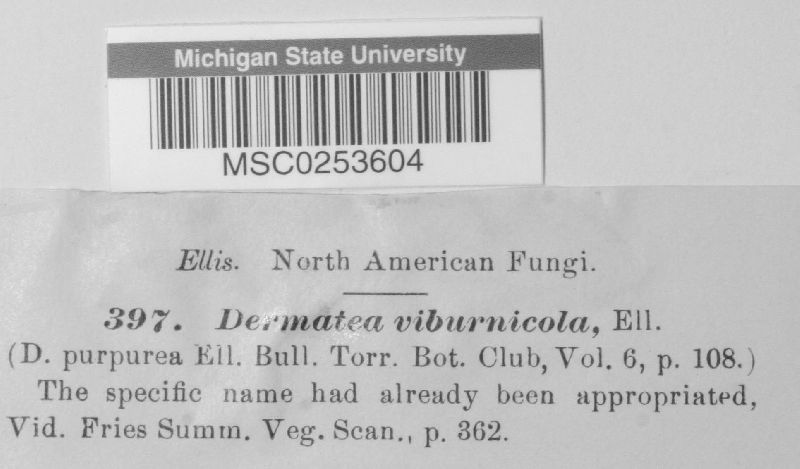 Michigan State University
MSC0253604
Ellis. North American Fungi.
397. Dermatea viburnicola, Ell.
(D. purpurea Ell. Bull. Torr. Bot. Club, Vol. 6, p. 108.)
The specific name had already been appropriated,
Vid. Fries Summ. Veg. Scan., p. 362.